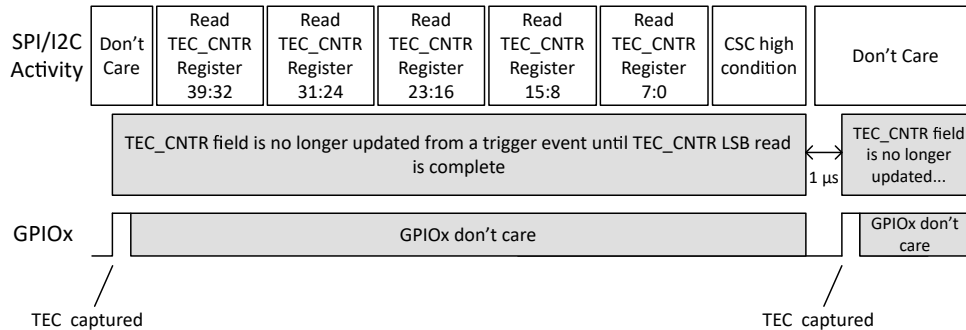 SPI/I2C
Activity
Don't
Care
Read
TEC_CNTR
Register
39:32
Read
TEC_CNTR
Register
31:24
Read
TEC_CNTR
Register
23:16
Read
TEC_CNTR
Register
15:8
Read
TEC_CNTR
Register
7:0
CSC high
condition
Don't Care
TEC_CNTR field is no longer updated from a trigger event until TEC_CNTR LSB read
is complete
1 µs
TEC_CNTR field
is no longer
updated...
GPIOx
GPIOx don't care
GPIOx don't
care
TEC captured
TEC captured